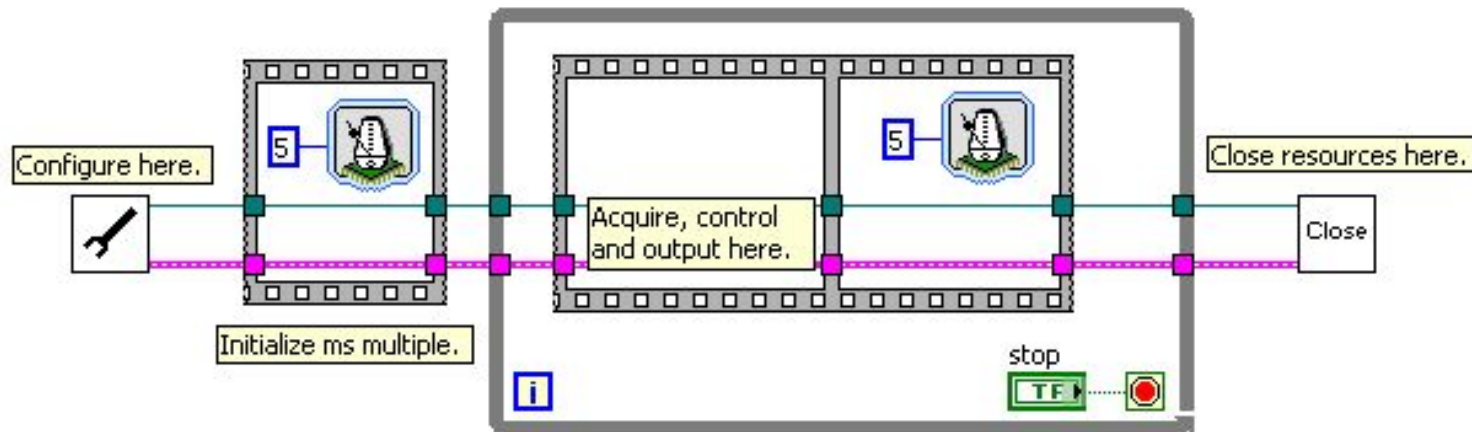 Configure here.
5
Initialize ms multiple.
Acquire, control
and output here.
5
i
stop
TF
Close resources here.
Close